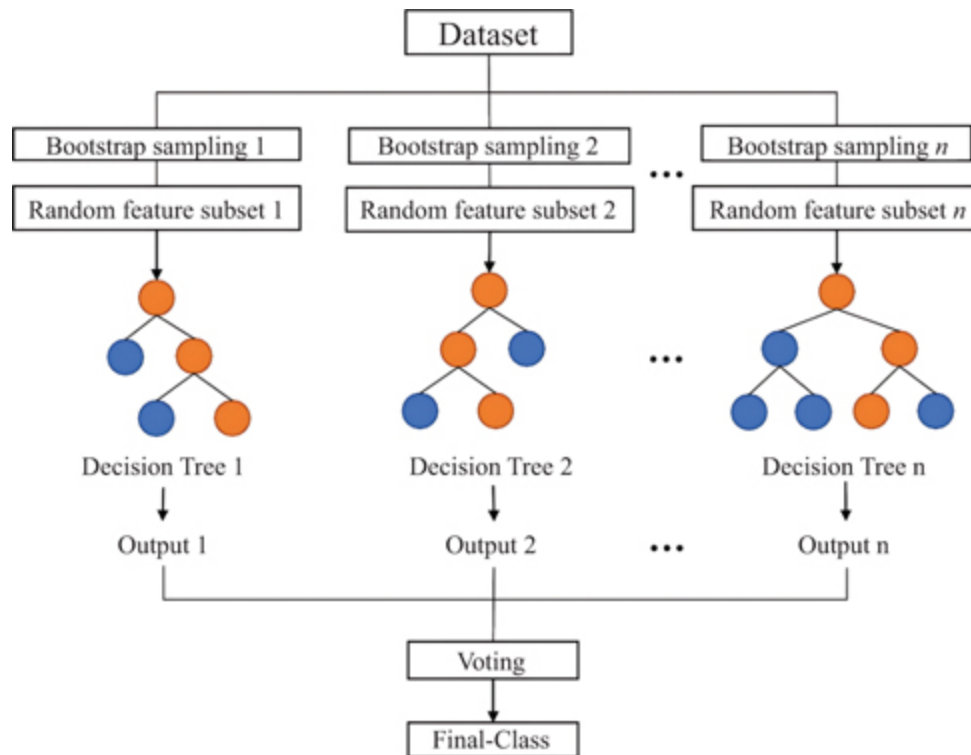 Dataset
Bootstrap sampling 1
Bootstrap sampling 2
Bootstrap sampling n
...
Random feature subset 1
Random feature subset 2
Random feature subset n
...
Decision Tree 1
Decision Tree 2
Decision Tree n
Output 1
Output 2
...
Output n
Voting
Final-Class